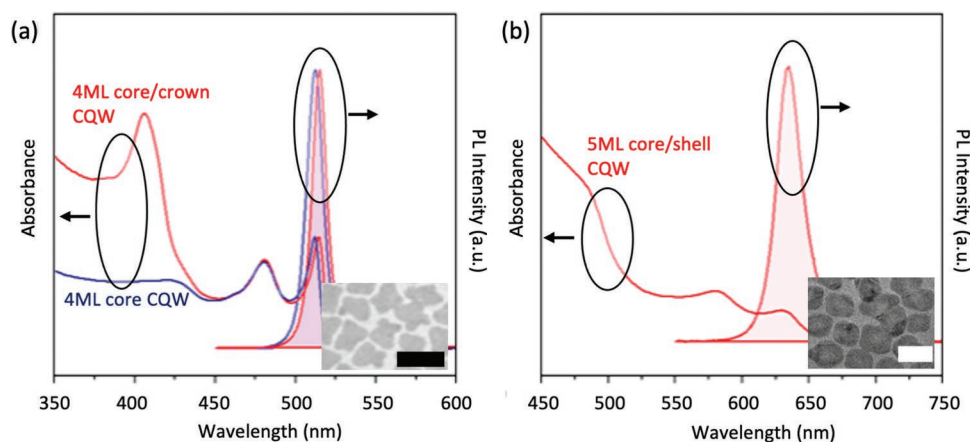 (a)
4ML core/crown
CQW
4ML core CQW
Absorbance
PL Intensity (a.u.)
350 400 450 500 550 600
Wavelength (nm)
(b)
5ML core/shell
CQW
Absorbance
PL Intensity (a.u.)
450 500 550 600 650 700 750
Wavelength (nm)